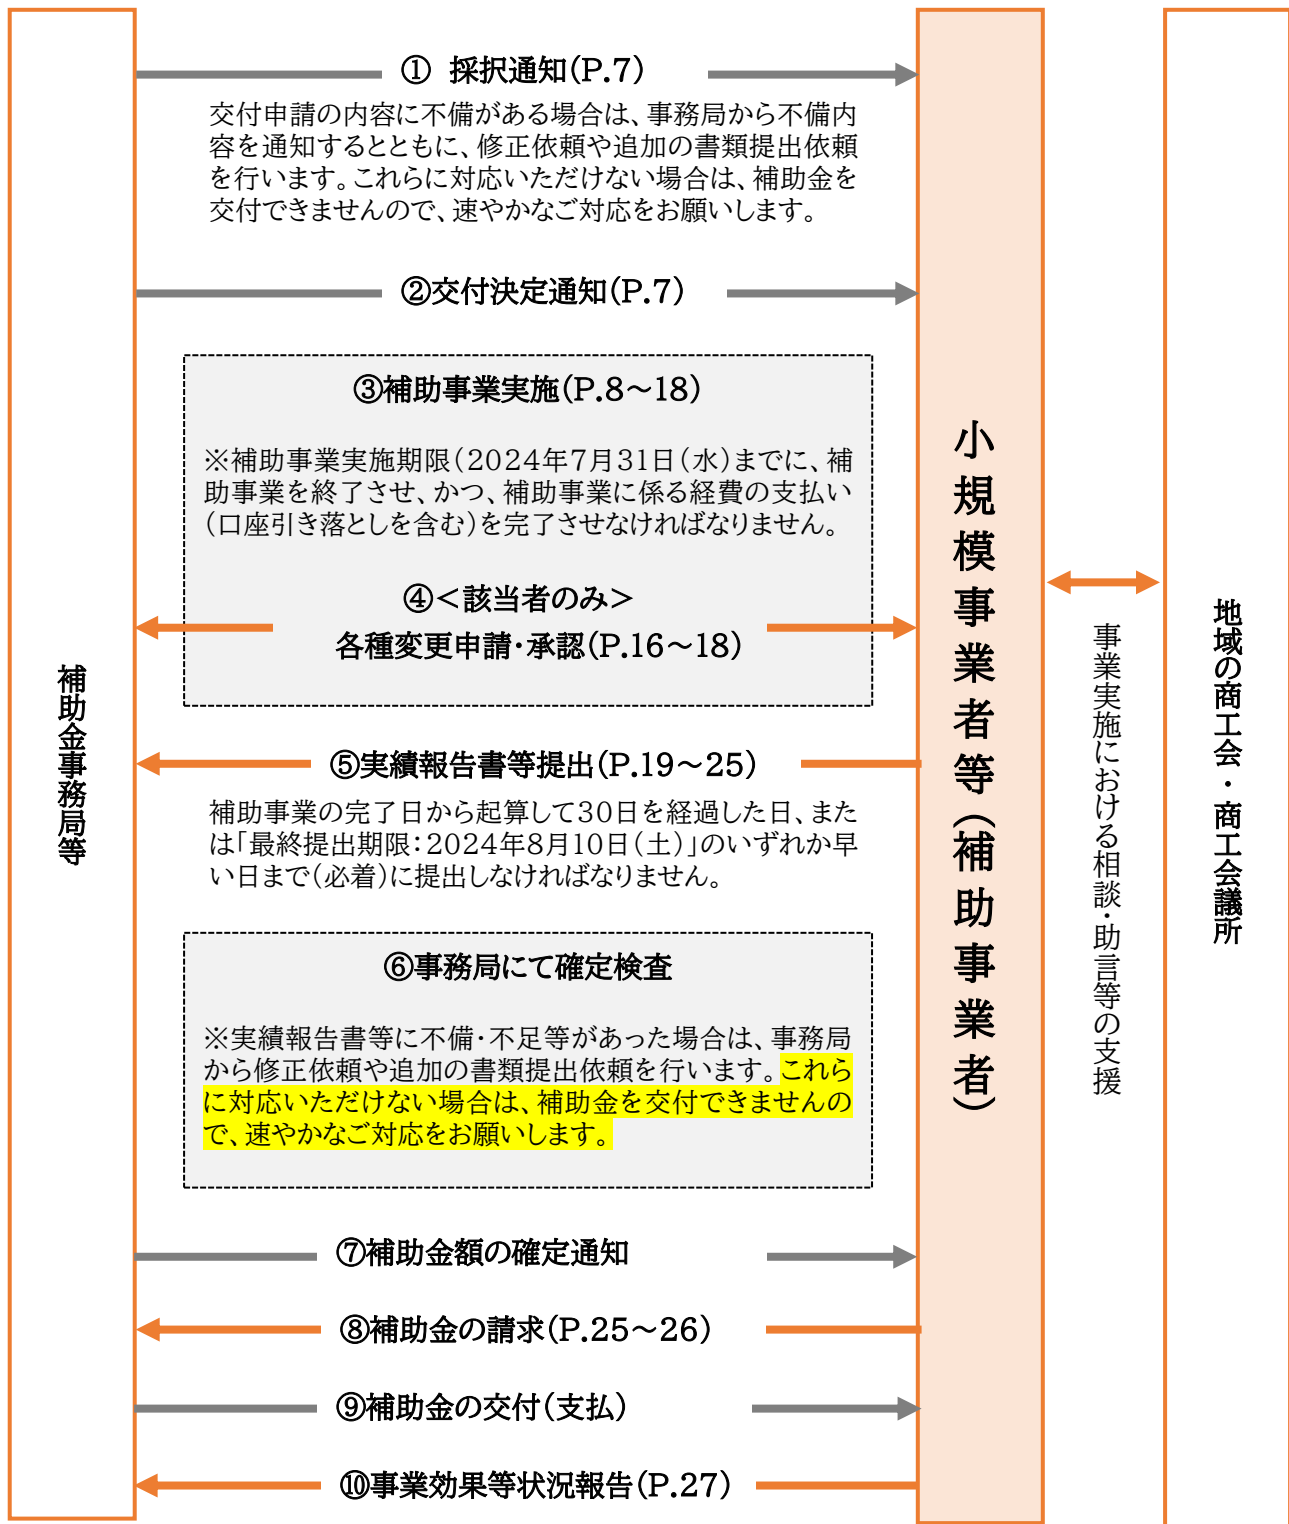 ① 採択通知(P.7)
交付申請の内容に不備がある場合は、事務局から不備内
容を通知するとともに、修正依頼や追加の書類提出依頼
を行います。これらに対応いただけない場合は、補助金を
交付できませんので、速やかなご対応をお願いします。
②交付決定通知(P.7)
③補助事業実施(P.8～18)
※補助事業実施期限(2024年7月31日(水)までに、補
助事業を終了させ、かつ、補助事業に係る経費の支払い
(口座引き落としを含む)を完了させなければなりません。
④＜該当者のみ＞
各種変更申請・承認(P.16～18)
⑤実績報告書等提出(P.19～25)
補助事業の完了日から起算して30日を経過した日、また
は「最終提出期限：2024年8月10日(土)」のいずれか早
い日まで(必着)に提出しなければなりません。
⑥事務局にて確定検査
※実績報告書等に不備・不足等があった場合は、事務局
から修正依頼や追加の書類提出依頼を行います。これら
に対応いただけない場合は、補助金を交付できませんの
で、速やかなご対応をお願いします。
⑦補助金額の確定通知
⑧補助金の請求(P.25～26)
⑨補助金の交付(支払)
⑩事業効果等状況報告(P.27)
補助金事務局等
小規模事業者等(補助事業者)
事業実施における相談・助言等の支援
地域の商工会・商工会議所